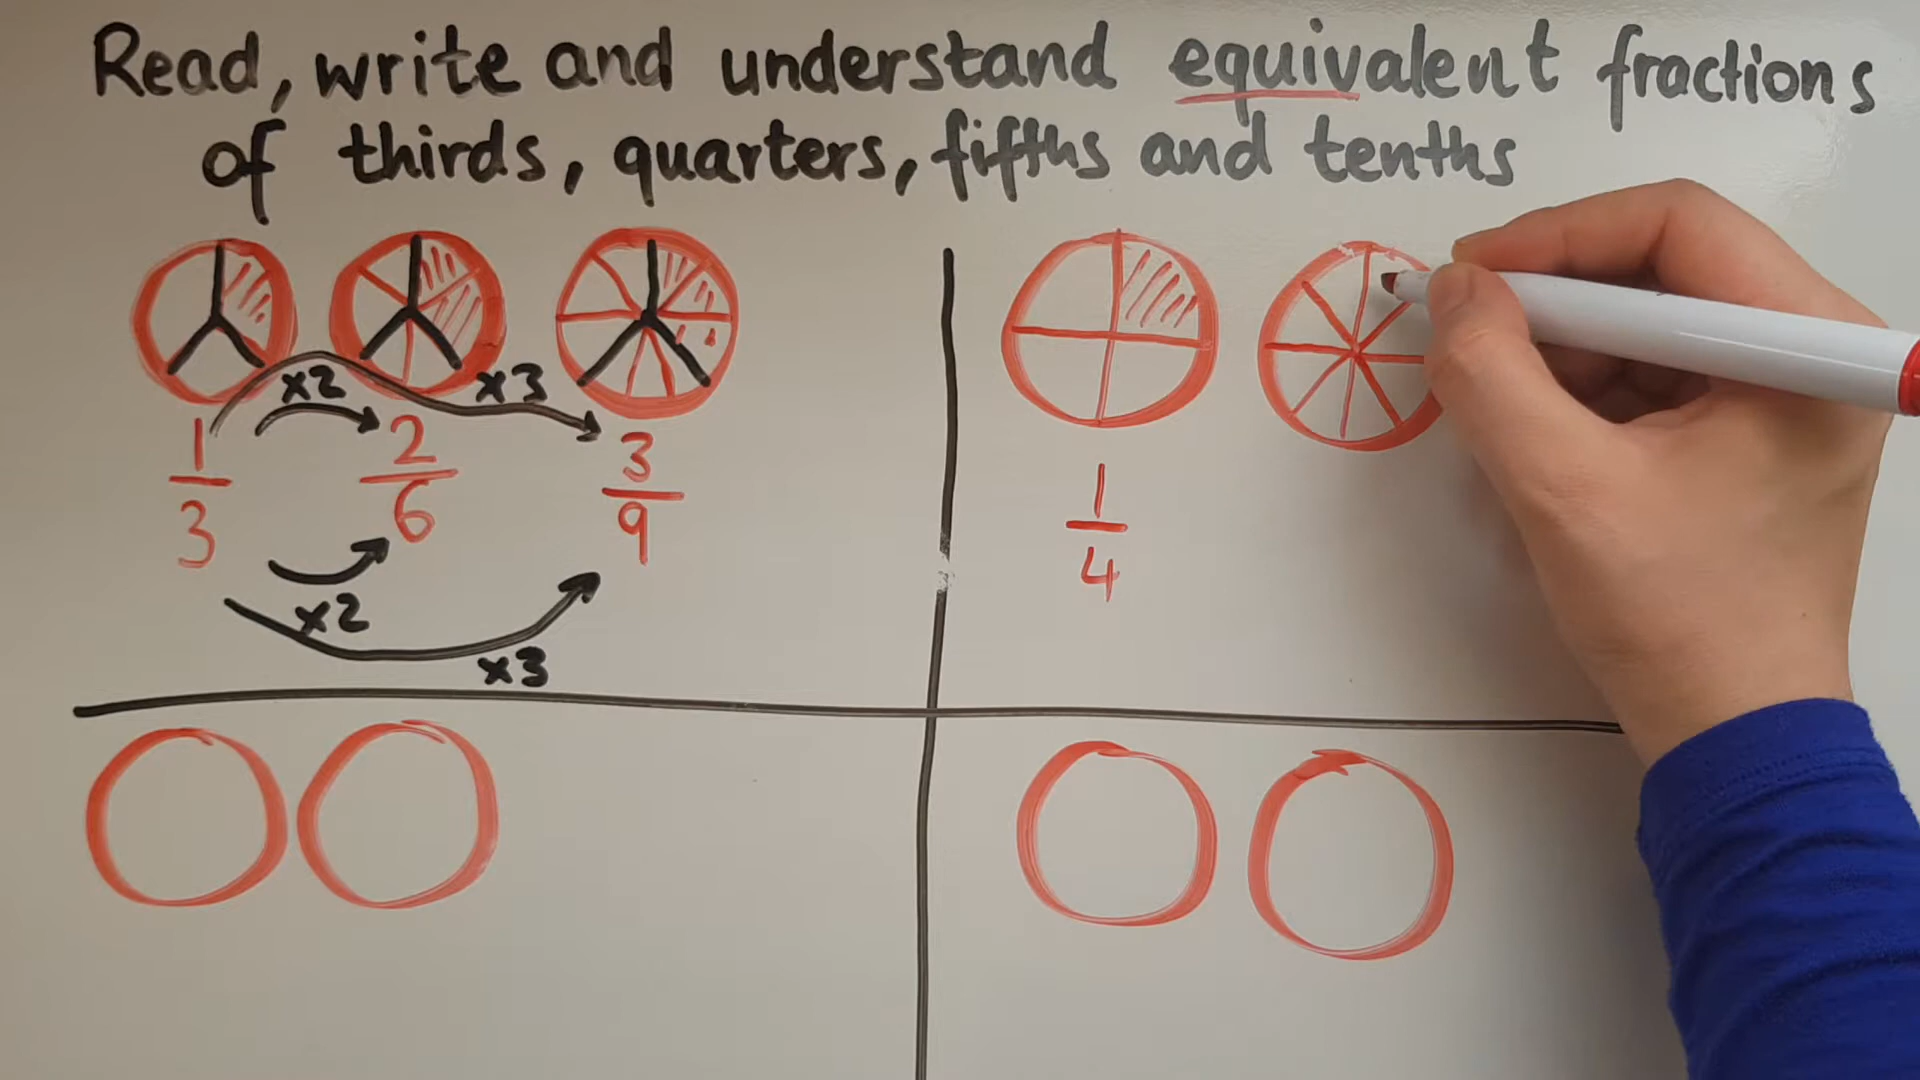 Read, write and understand equivalent fractions
of thirds, quarters, fifths and tenths
x2 x3
1/3 2/6 3/9
x2
x3
1/4